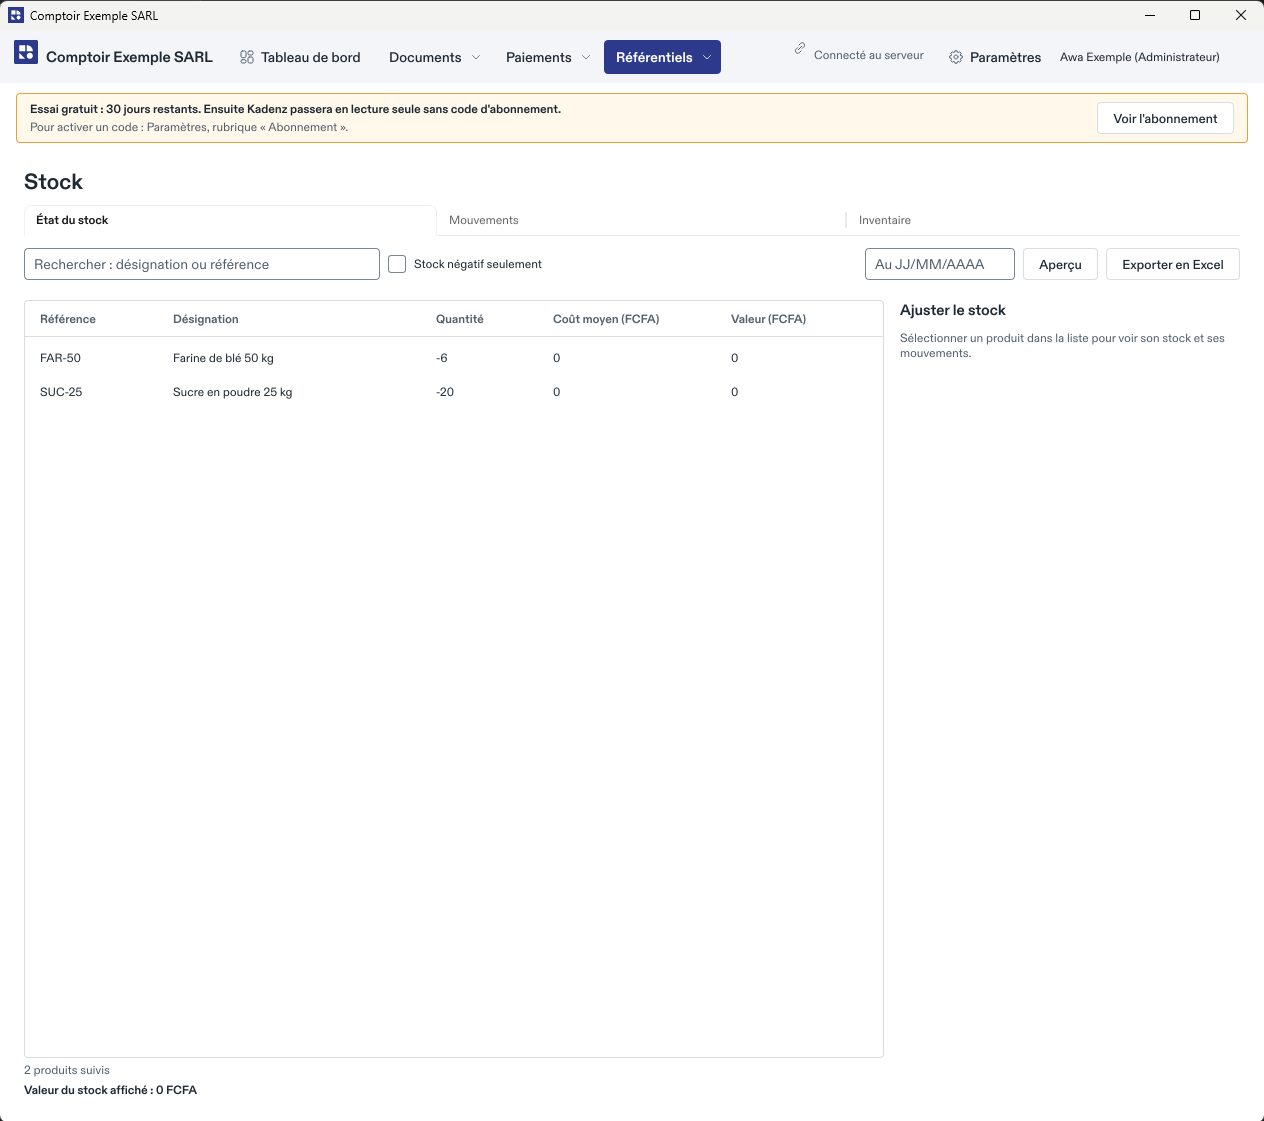 Comptoir Exemple SARL
Comptoir Exemple SARL Tableau de bord Documents Paiements Référentiels Connecté au serveur Paramètres Awa Exemple (Administrateur)
Essai gratuit : 30 jours restants. Ensuite Kadenz passera en lecture seule sans code d'abonnement.
Pour activer un code : Paramètres, rubrique « Abonnement ».
Voir l'abonnement
Stock
État du stock Mouvements Inventaire
Rechercher : désignation ou référence Stock négatif seulement Au JJ/MM/AAAA Aperçu Exporter en Excel
Référence Désignation Quantité Coût moyen (FCFA) Valeur (FCFA)
FAR-50 Farine de blé 50 kg -6 0 0
SUC-25 Sucre en poudre 25 kg -20 0 0
Ajuster le stock
Sélectionner un produit dans la liste pour voir son stock et ses
mouvements.
2 produits suivis
Valeur du stock affiché : 0 FCFA